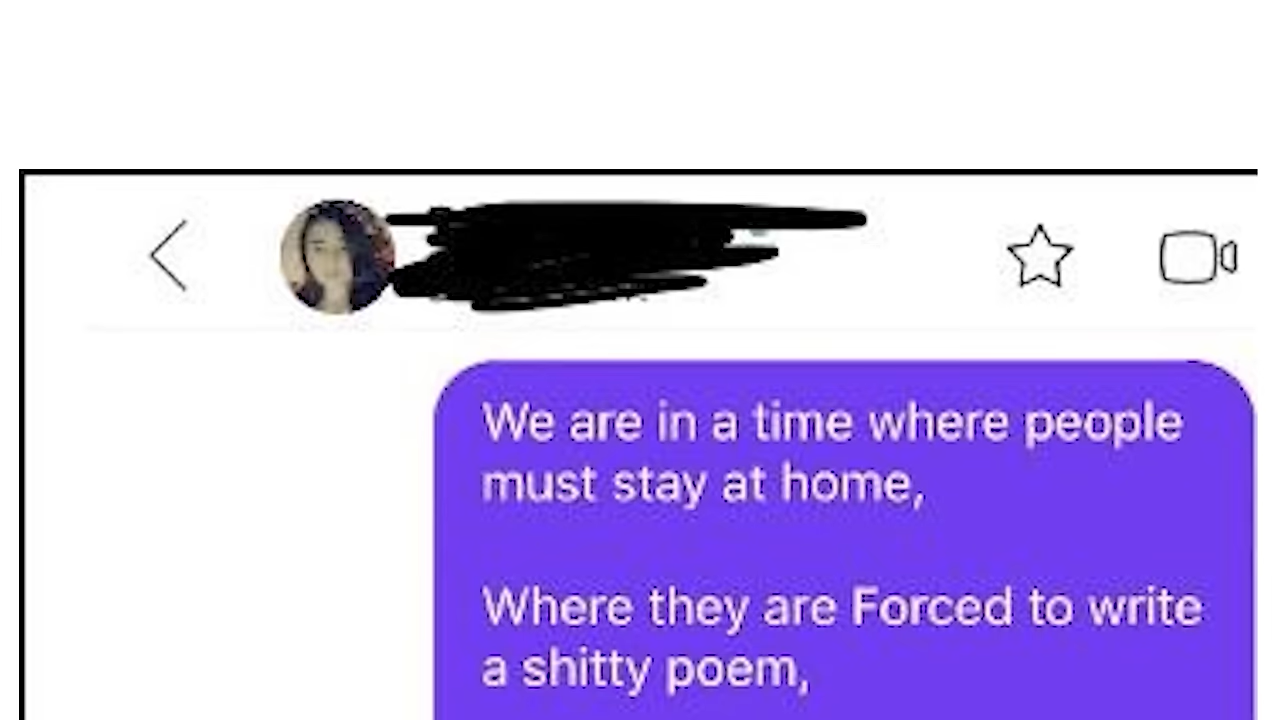 We are in a time where people
must stay at home,
Where they are Forced to write
a shitty poem,